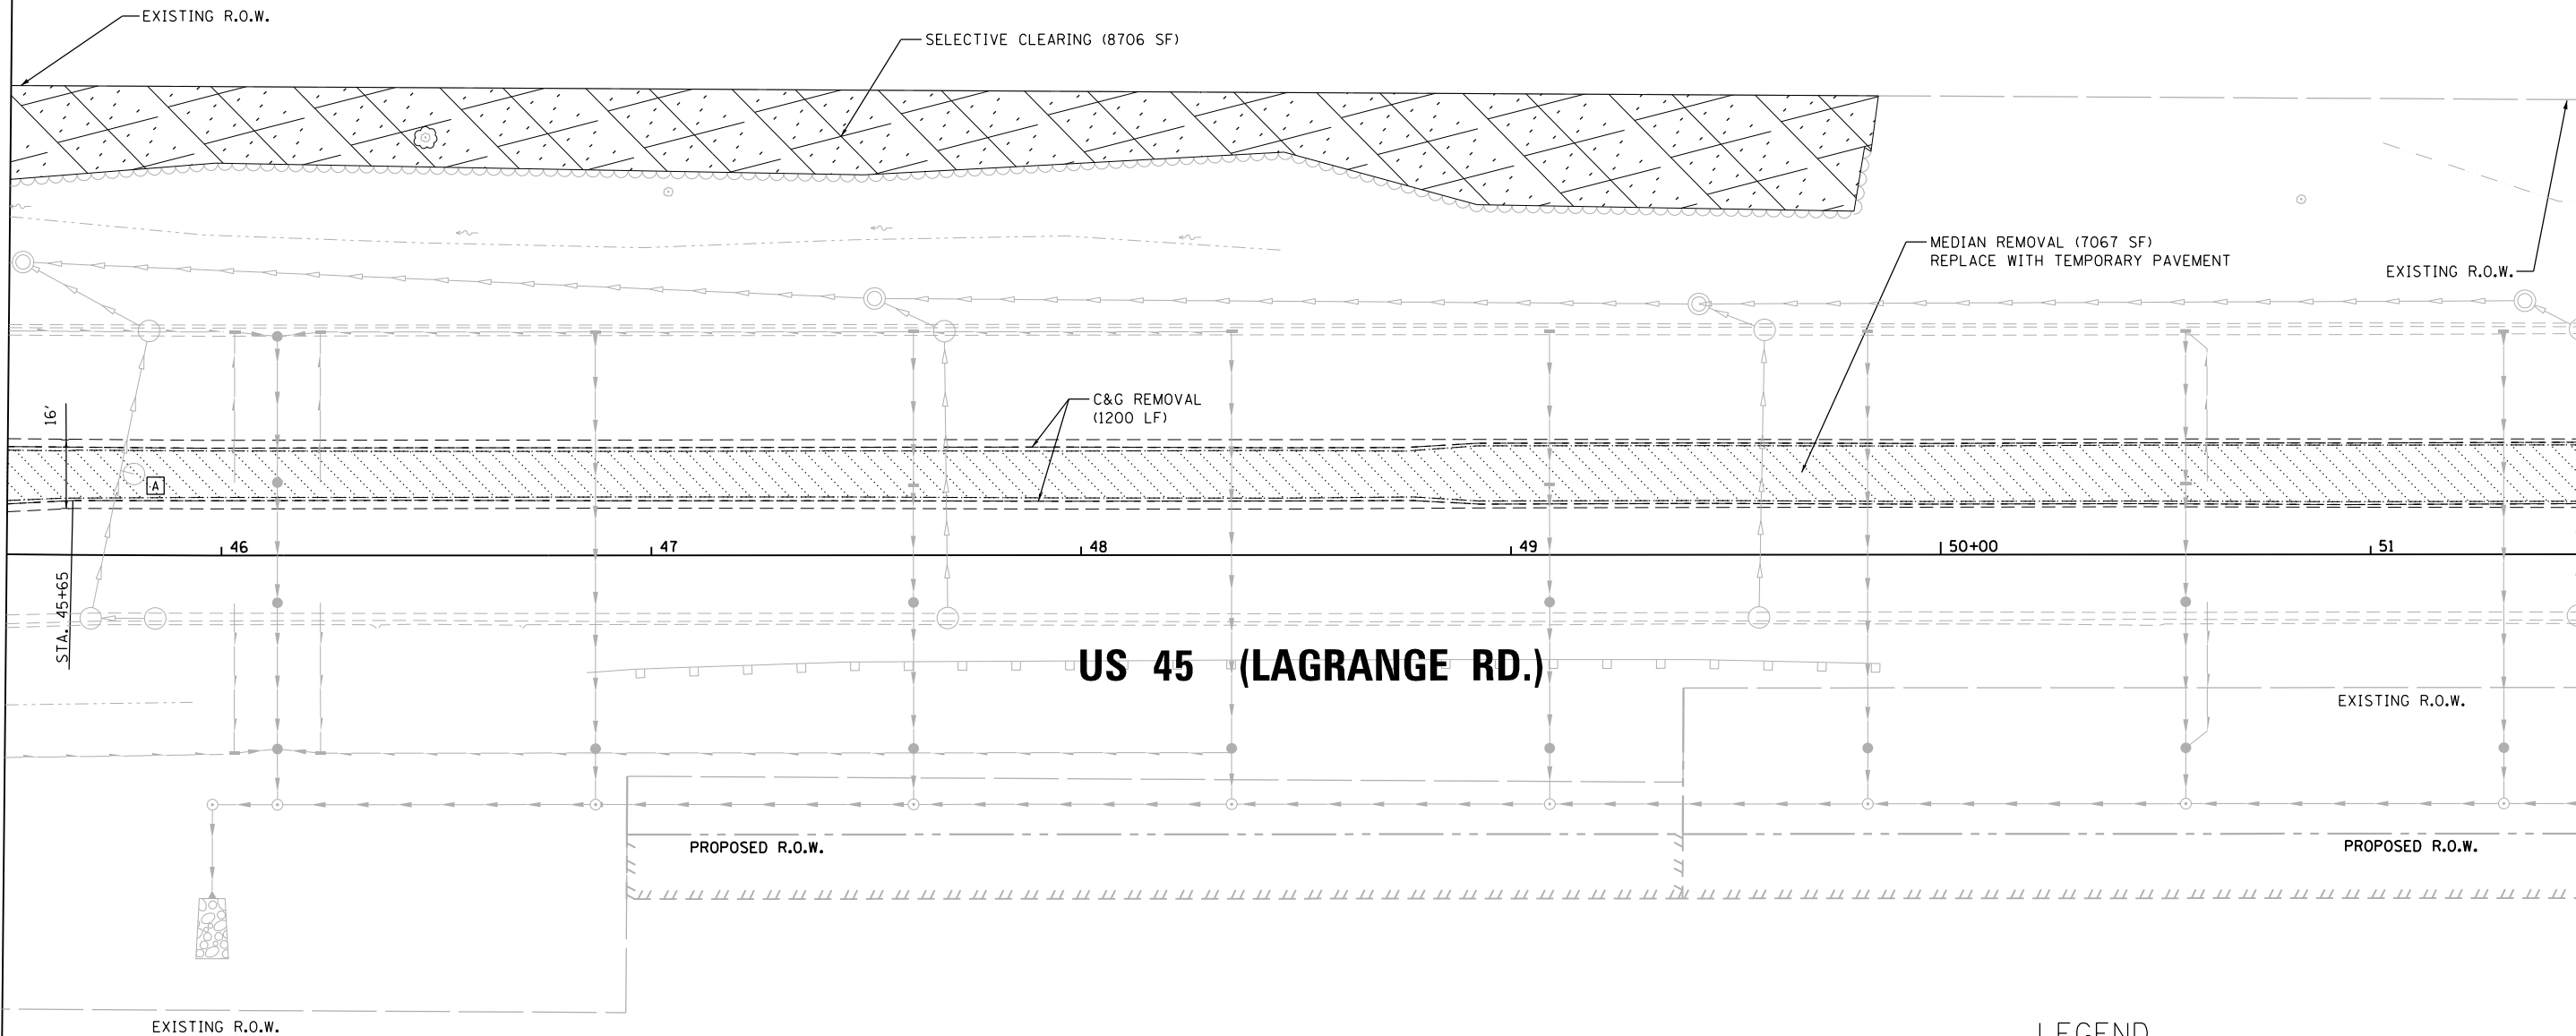 EXISTING R.O.W.
SELECTIVE CLEARING (8706 SF)
MEDIAN REMOVAL (7067 SF)
REPLACE WITH TEMPORARY PAVEMENT
EXISTING R.O.W.
C&G REMOVAL
(1200 LF)
16'
A
46
47
48
49
50+00
51
STA. 45+65
US 45 (LAGRANGE RD.)
EXISTING R.O.W.
PROPOSED R.O.W.
PROPOSED R.O.W.
EXISTING R.O.W.
LEGEND